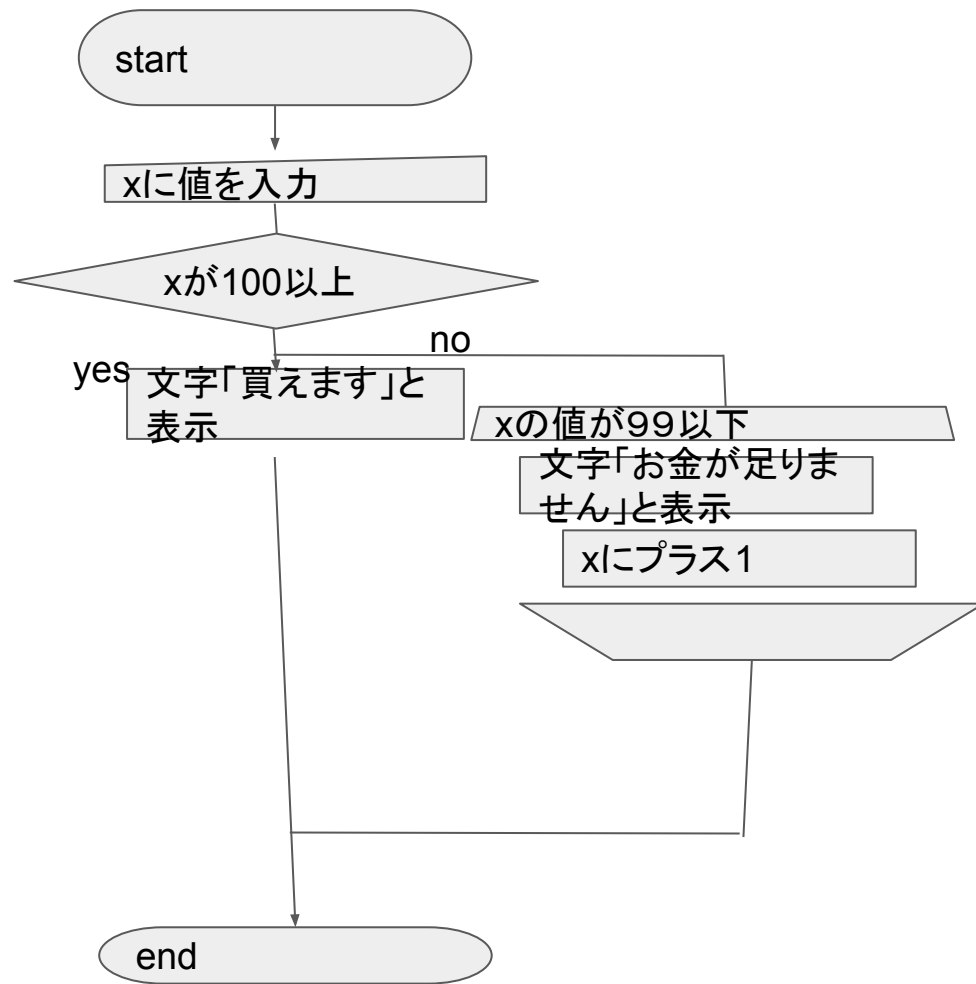 start
xに値を入力
xが100以上
no
yes
文字「買えます」と
表示
xの値が９９以下
文字「お金が足りま
せん」と表示
xにプラス1
end